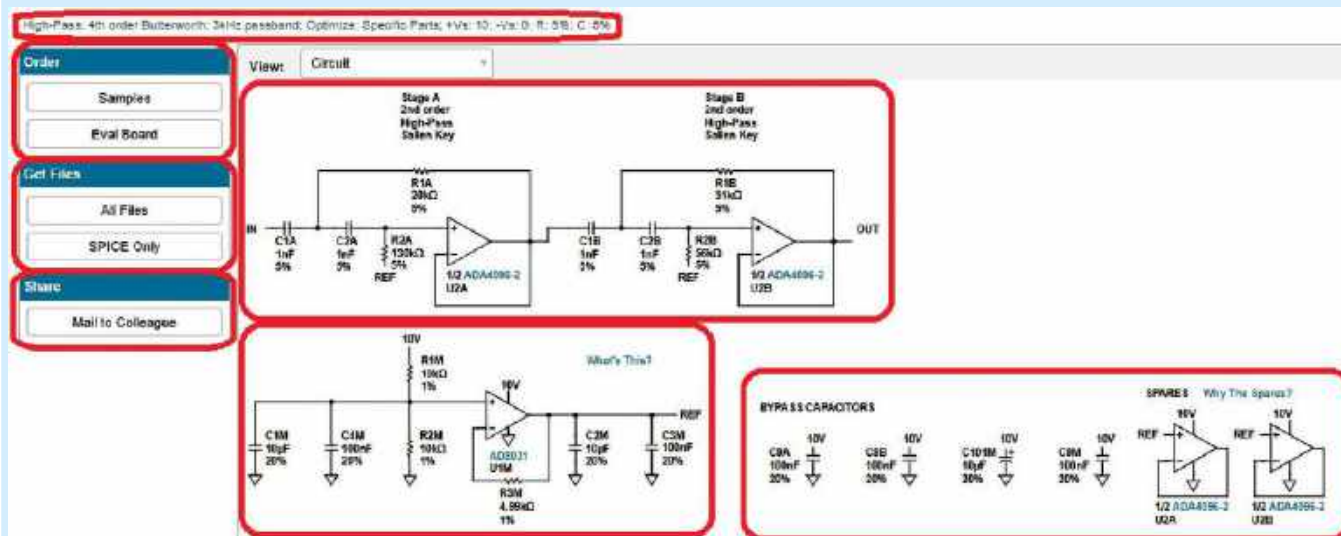 High-Pass; 4th order Butterworth; 3kHz passband; Optimize: Specific Parts; +Vs: 10; -Vs: 0; R: 5%; C: 5%
Order
Samples
Eval Board
Get Files
All Files
SPICE Only
Share
Mail to Colleague
View:
Circuit
Stage A
2nd order
High-Pass
Sallen Key
Stage B
2nd order
High-Pass
Sallen Key
IN
C1A
1nF
5%
C2A
1nF
5%
R1A
20kΩ
5%
R2A
130kΩ
5%
REF
1/2 ADA4096-2
U2A
C1B
1nF
5%
C2B
1nF
5%
R1B
51kΩ
5%
R2B
56kΩ
5%
REF
1/2 ADA4096-2
U2B
OUT
10V
R1M
10kΩ
1%
What's This?
C1M
10µF
20%
C4M
100nF
20%
R2M
10kΩ
1%
10V
AD8031
U1M
R3M
4.99kΩ
1%
C2M
10µF
20%
C3M
100nF
20%
REF
BYPASS CAPACITORS
10V
100nF
20%
10V
100nF
20%
10V
C101M
10µF
30%
10V
100nF
30%
SPARES
Why The Spares?
10V
REF
1/2 ADA4096-2
U2A
10V
REF
1/2 ADA4096-2
U2B